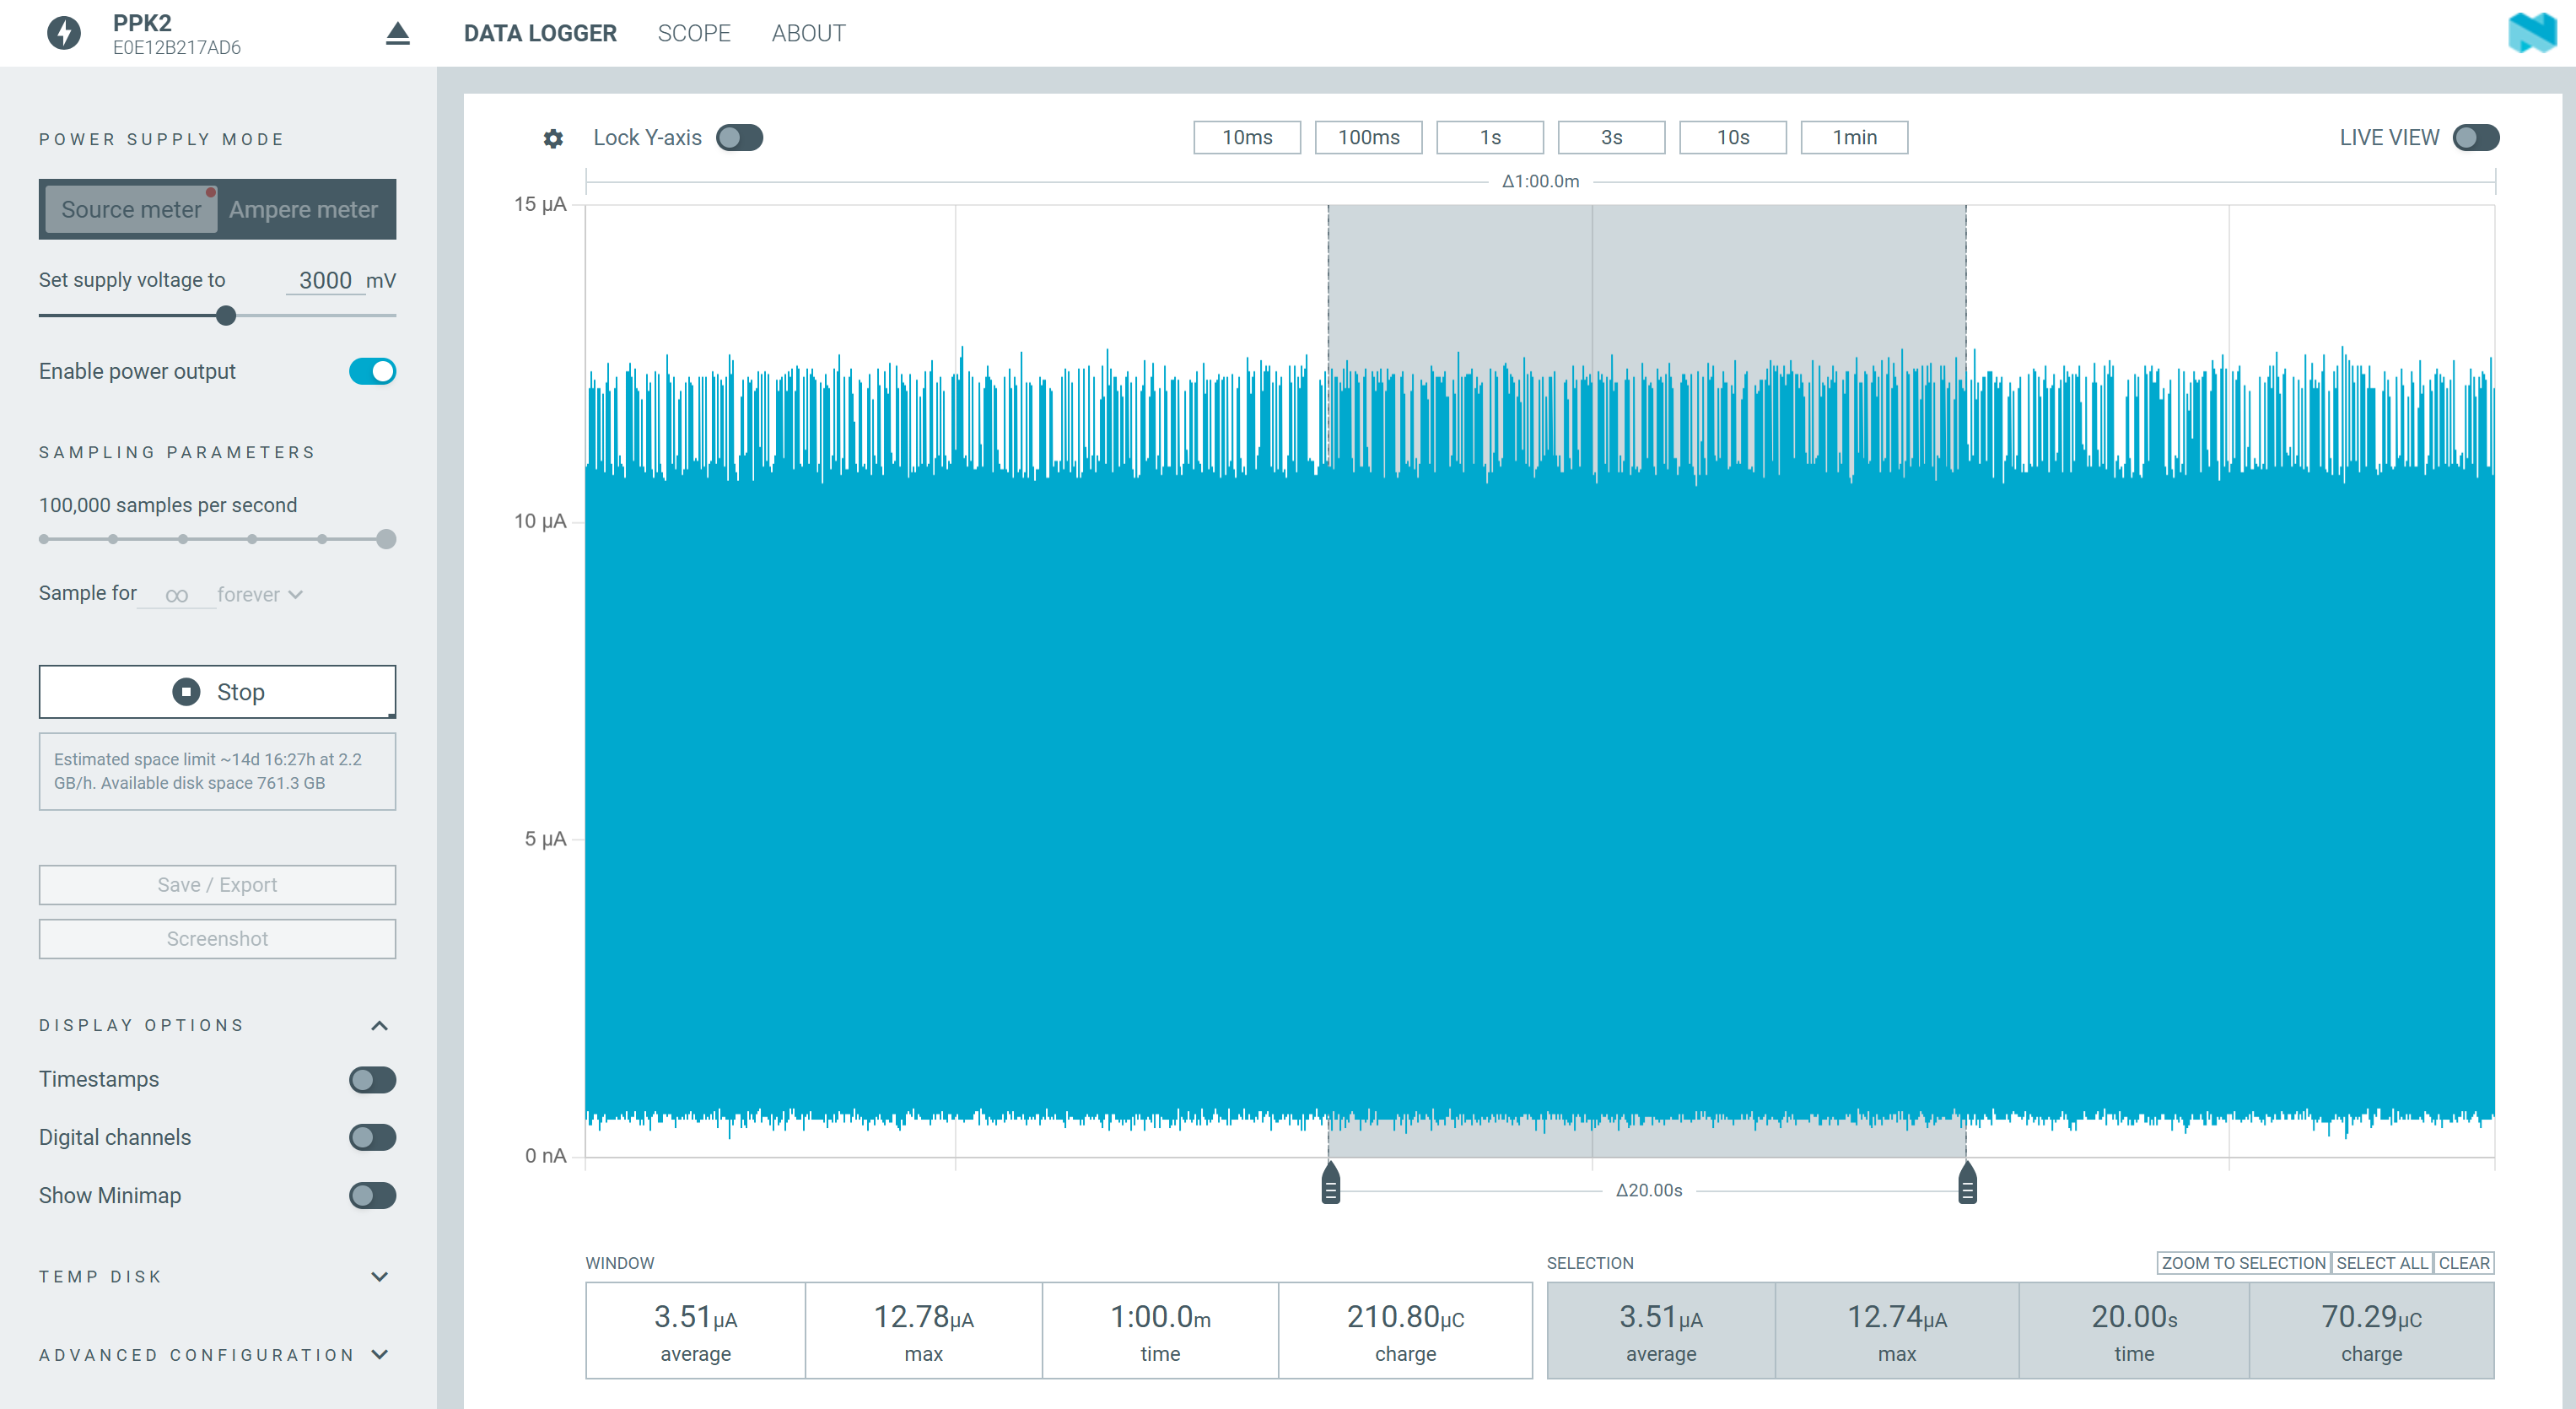 PPK2
E0E12B217AD6
DATA LOGGER SCOPE ABOUT
POWER SUPPLY MODE
Source meter Ampere meter
Set supply voltage to 3000 mV
Enable power output
SAMPLING PARAMETERS
100,000 samples per second
Sample for ∞ forever
Stop
Estimated space limit ~14d 16:27h at 2.2
GB/h. Available disk space 761.3 GB
Save / Export
Screenshot
DISPLAY OPTIONS
Timestamps
Digital channels
Show Minimap
TEMP DISK
ADVANCED CONFIGURATION
Lock Y-axis 10ms 100ms 1s 3s 10s 1min LIVE VIEW
Δ1:00.0m
15 µA
10 µA
5 µA
0 nA
Δ20.00s
WINDOW
3.51µA 12.78µA 1:00.0m 210.80µC
average max time charge
SELECTION ZOOM TO SELECTION SELECT ALL CLEAR
3.51µA 12.74µA 20.00s 70.29µC
average max time charge